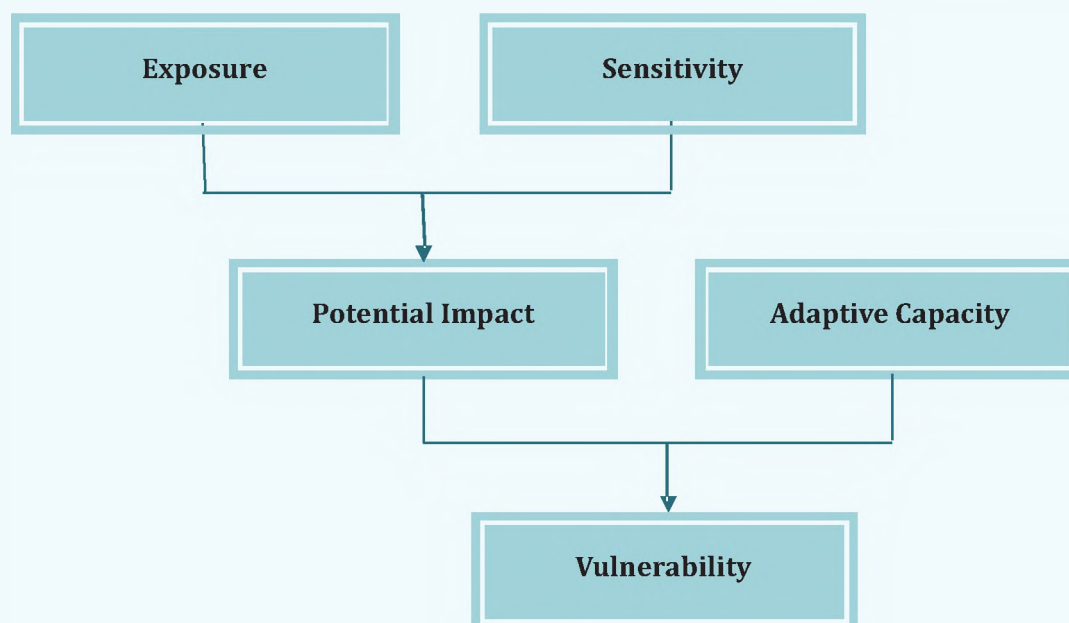 Exposure
Sensitivity
Potential Impact
Adaptive Capacity
Vulnerability